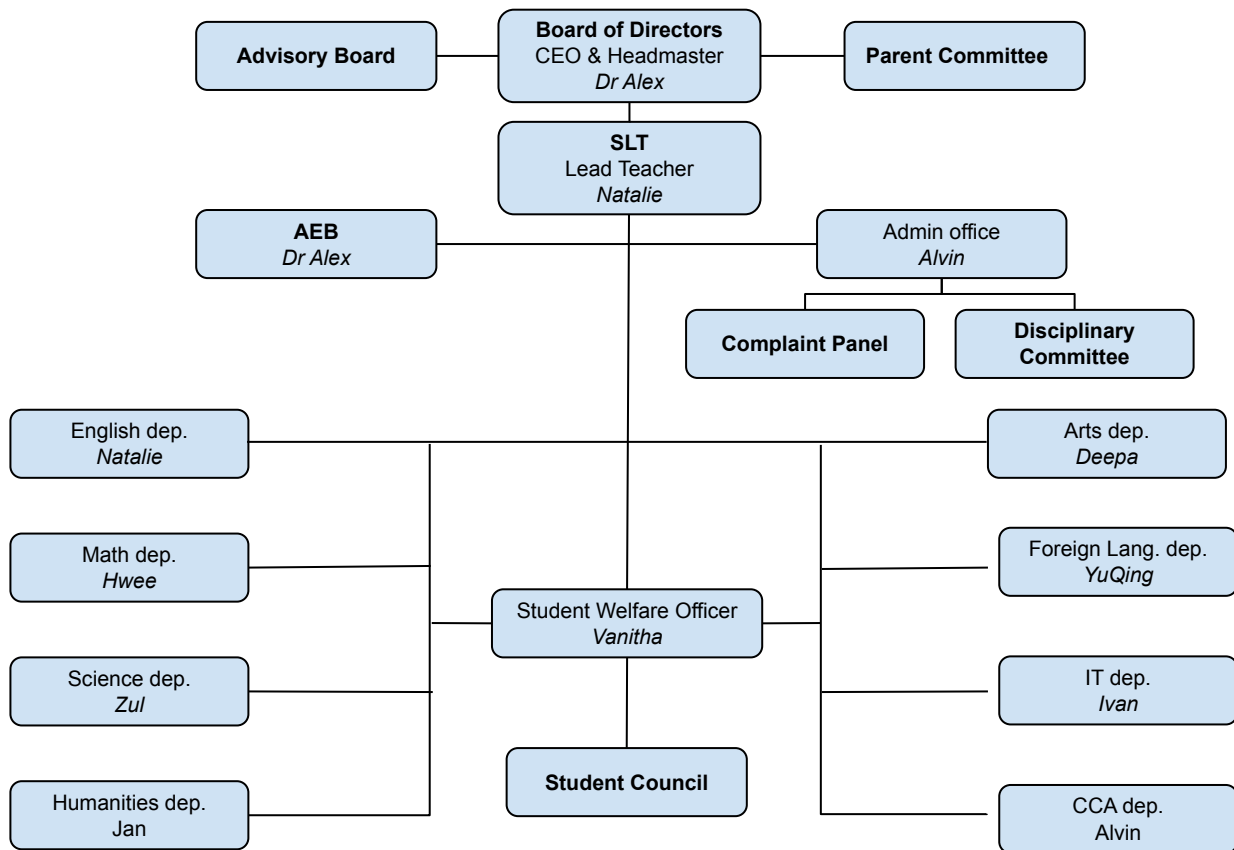 Board of Directors
CEO & Headmaster
Dr Alex
Advisory Board
Parent Committee
SLT
Lead Teacher
Natalie
AEB
Dr Alex
Admin office
Alvin
Complaint Panel
Disciplinary
Committee
English dep.
Natalie
Arts dep.
Deepa
Math dep.
Hwee
Foreign Lang. dep.
YuQing
Student Welfare Officer
Vanitha
Science dep.
Zul
IT dep.
Ivan
Student Council
Humanities dep.
Jan
CCA dep.
Alvin